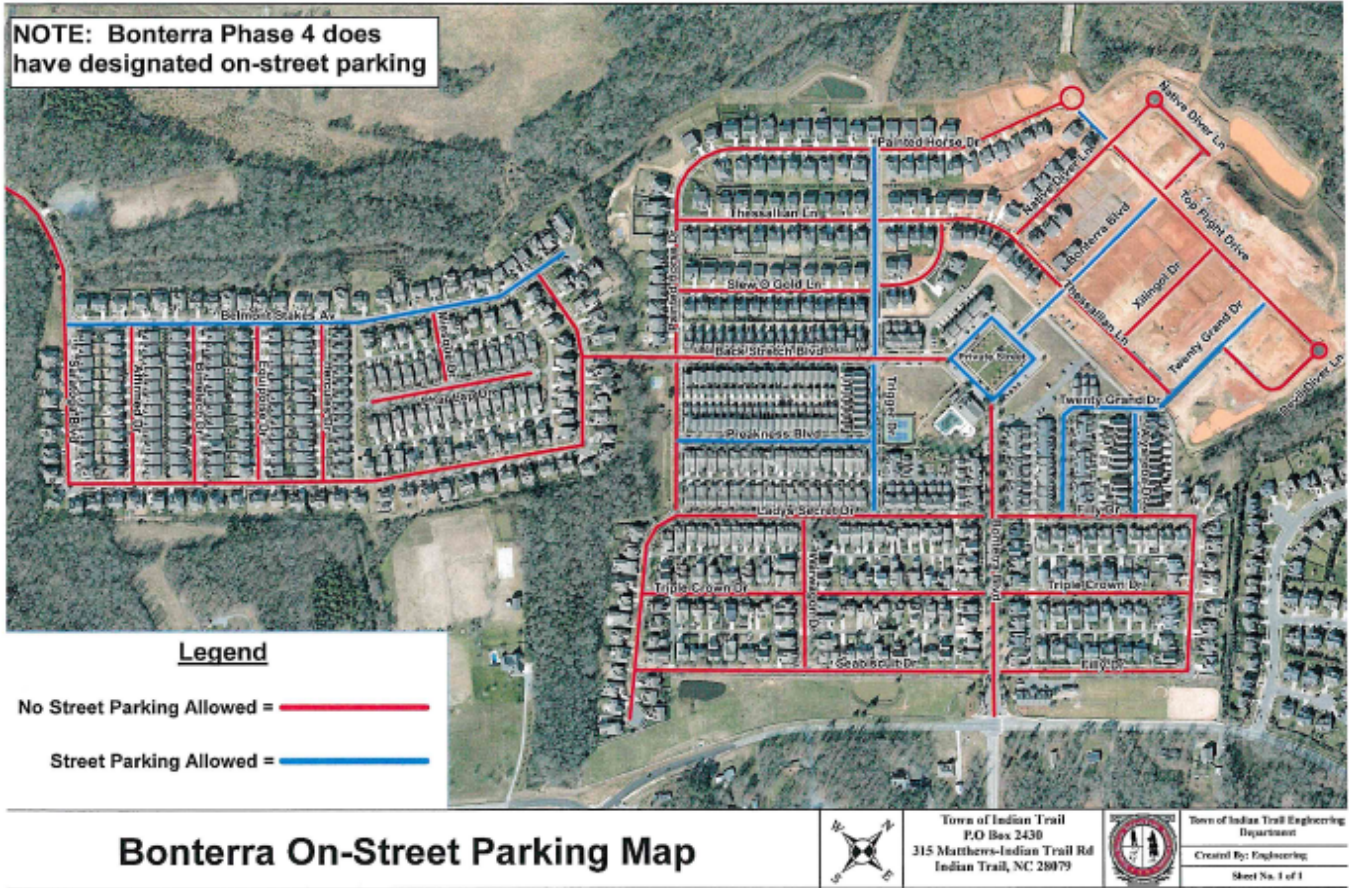 NOTE: Bonterra Phase 4 does
have designated on-street parking
Painted Horse Dr
Native Diver Ln
Native Diver Ln
Thessallian Ln
Bonterra Blvd
Top Flight Drive
Slew O Gold Ln
Xilingol Dr
Thessallian Ln
Belmont Stakes Av
Back Stretch Blvd
Private Street
Twenty Grand Dr
Twenty Grand Dr
Trigger Dr
Preakness Blvd
Ladys Secret Dr
Filly Dr
Triple Crown Dr
Triple Crown Dr
Seabiscuit Dr
Filly Dr
Legend
No Street Parking Allowed =
Street Parking Allowed =
Bonterra On-Street Parking Map
W N
S E
Town of Indian Trail
P.O Box 2430
315 Matthews-Indian Trail Rd
Indian Trail, NC 28079
Town of Indian Trail Engineering
Department
Created By: Engineering
Sheet No. 1 of 1